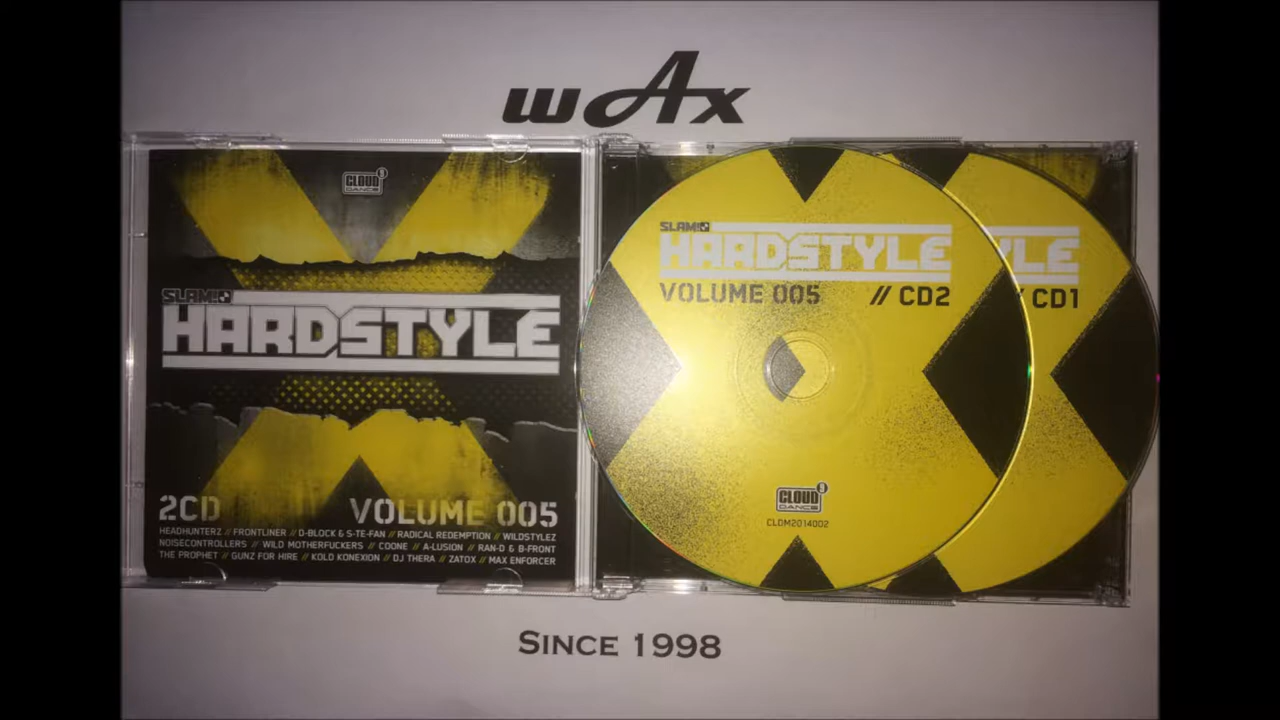 wAx
CLOUD 9
DANCE
SLAM!
HARDSTYLE
2CD VOLUME 005
HEADHUNTERZ // FRONTLINER // D-BLOCK & S-TE-FAN // RADICAL REDEMPTION // WILDSTYLEZ
NOISECONTROLLERS // WILD MOTHERFUCKERS // COONE // A-LUSION // RAN-D & B-FRONT
THE PROPHET // GUNZ FOR HIRE // KOLD KONEXION // DJ THERA // ZATOX // MAX ENFORCER
SLAM!
HARDSTYLE
VOLUME 005 // CD2
CLOUD 9
DANCE
CLDM2014002
YLE
/ CD1
SINCE 1998